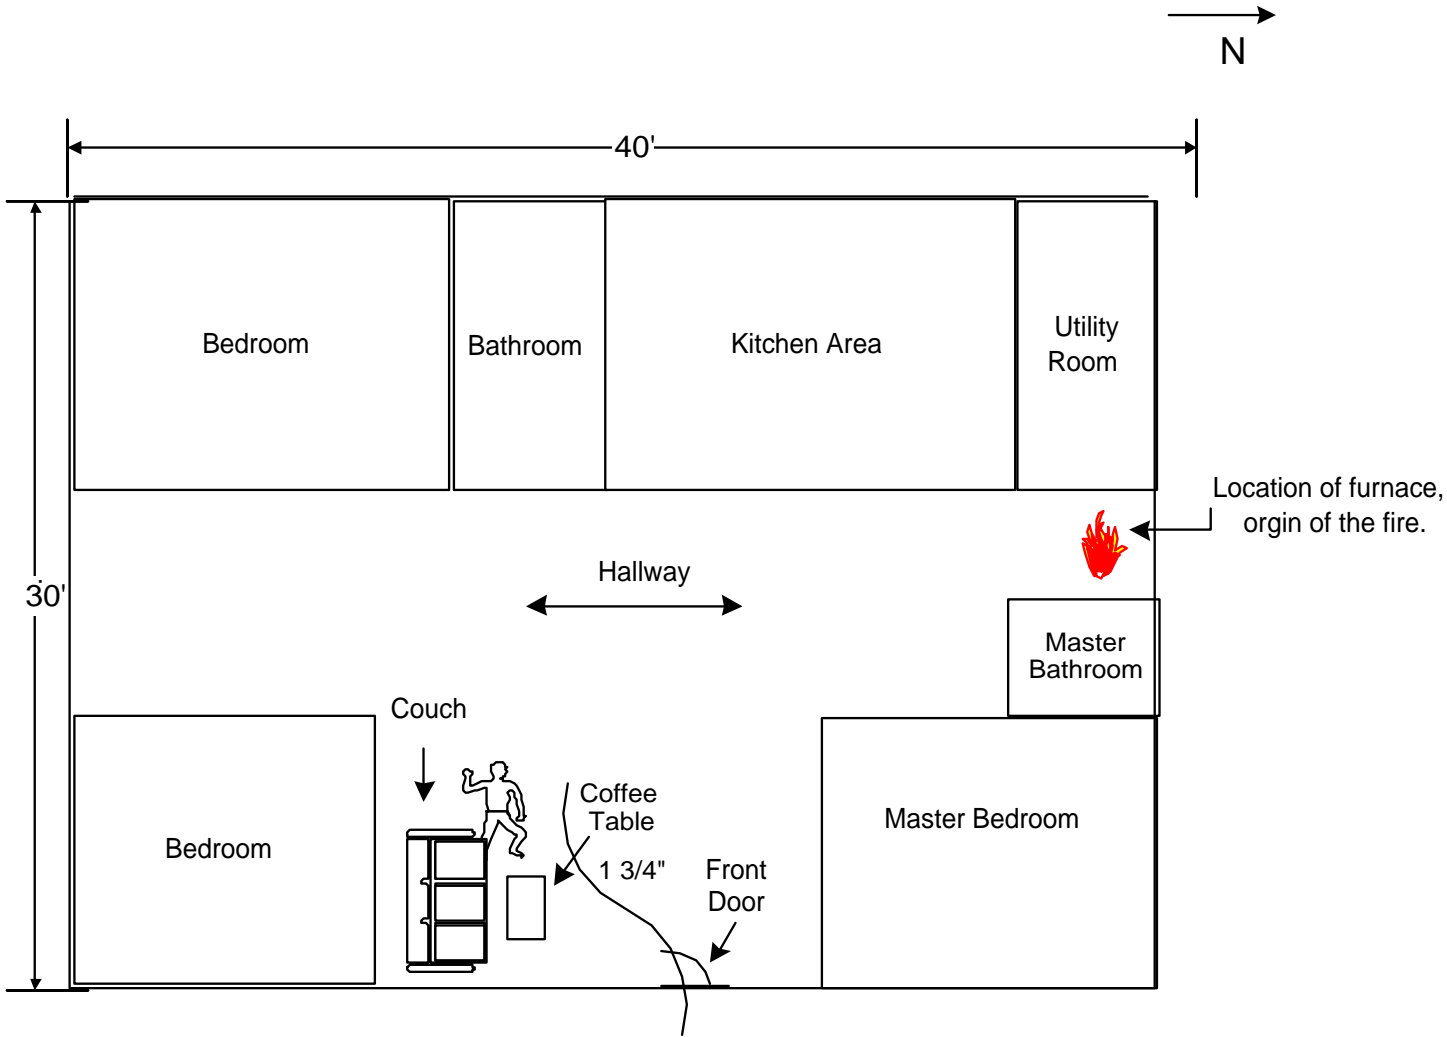 N
40'
Bedroom
Bathroom
Kitchen Area
Utility
Room
Location of furnace,
orgin of the fire.
Hallway
30'
Master
Bathroom
Couch
Coffee
Table
Master Bedroom
Bedroom
1 3/4"
Front
Door